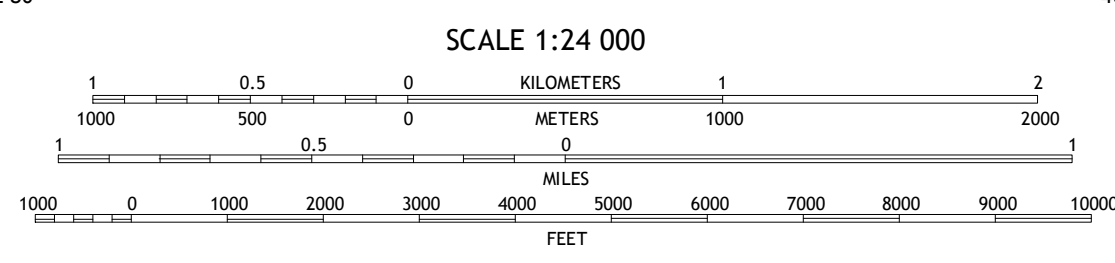 SCALE 1:24 000
1 0.5 0 KILOMETERS 1 2
1000 500 0 METERS 1000 2000
1 0.5 0 1
MILES
1000 0 1000 2000 3000 4000 5000 6000 7000 8000 9000 10000
FEET